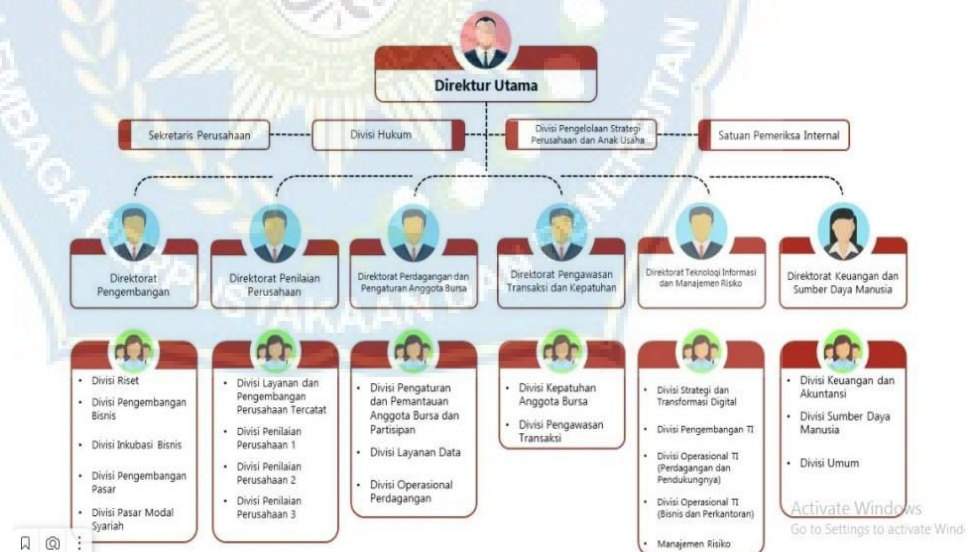 Direktur Utama
Sekretaris Perusahaan
Divisi Hukum
Divisi Pengelolaan Strategi
Perusahaan dan Anak Usaha
Satuan Pemeriksa Internal
Direktorat
Pengembangan
Direktorat Penilaian
Perusahaan
Direktorat Perdagangan dan
Pengaturan Anggota Bursa
Direktorat Pengawasan
Transaksi dan Kepatuhan
Direktorat Teknologi Informasi
dan Manajemen Risiko
Direktorat Keuangan dan
Sumber Daya Manusia
• Divisi Riset
• Divisi Pengembangan
Bisnis
• Divisi Inkubasi Bisnis
• Divisi Pengembangan
Pasar
• Divisi Pasar Modal
Syariah
• Divisi Layanan dan
Pengembangan
Perusahaan Tercatat
• Divisi Penilaian
Perusahaan 1
• Divisi Penilaian
Perusahaan 2
• Divisi Penilaian
Perusahaan 3
• Divisi Pengaturan
dan Pemantauan
Anggota Bursa dan
Partisipan
• Divisi Layanan Data
• Divisi Operasional
Perdagangan
• Divisi Kepatuhan
Anggota Bursa
• Divisi Pengawasan
Transaksi
• Divisi Strategi dan
Transformasi Digital
• Divisi Pengembangan TI
• Divisi Operasional TI
(Perdagangan dan
Pendukungnya)
• Divisi Operasional TI
(Bisnis dan Perkantoran)
• Manajemen Risiko
• Divisi Keuangan dan
Akuntansi
• Divisi Sumber Daya
Manusia
• Divisi Umum
Activate Windows
Go to Settings to activate Wind